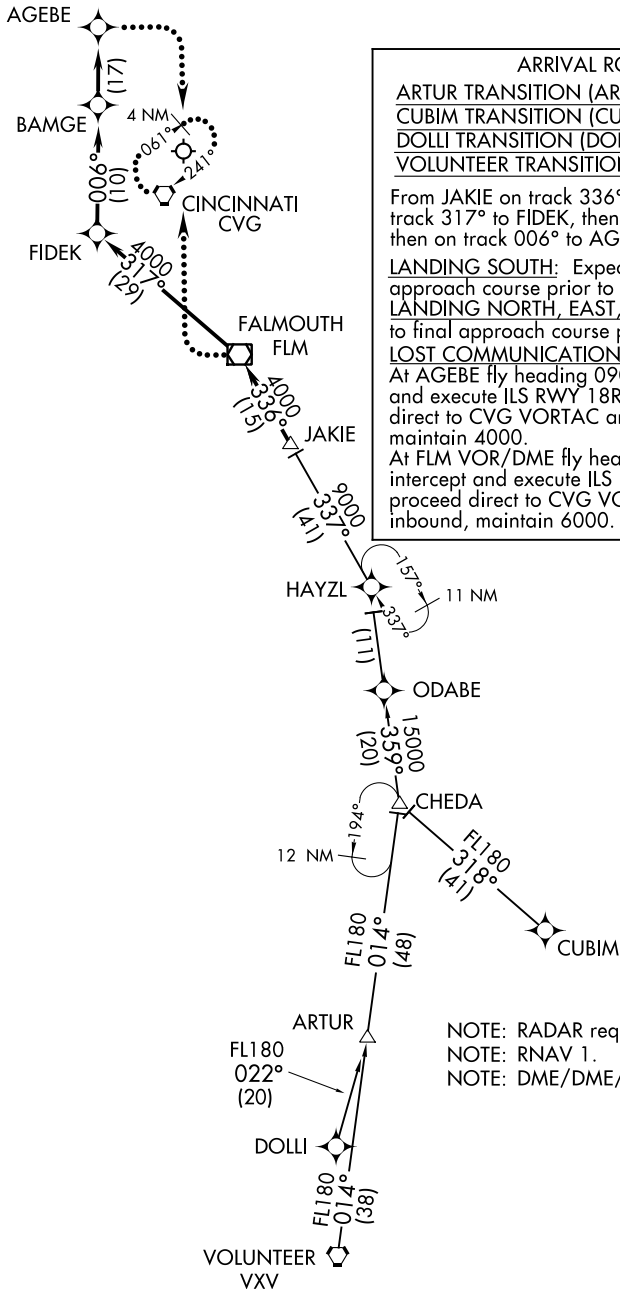 AGEBE
(17)
BAMGE
4 NM
061°
241°
006°
(10)
CINCINNATI
CVG
FIDEK
4000
317°
(29)
FALMOUTH
FLM
4000
336°
(15)
JAKIE
9000
337°
(41)
HAYZL
157°
337°
11 NM
(11)
ODABE
15000
359°
(20)
CHEDA
194°
12 NM
FL180
318°
(41)
CUBIM
FL180
014°
(48)
ARTUR
FL180
022°
(20)
DOLLI
FL180
014°
(38)
VOLUNTEER
VXV
ARRIVAL RO
ARTUR TRANSITION (AR
CUBIM TRANSITION (CU
DOLLI TRANSITION (DOL
VOLUNTEER TRANSITION
From JAKIE on track 336°
track 317° to FIDEK, then
then on track 006° to AG
LANDING SOUTH: Expec
approach course prior to
LANDING NORTH, EAST,
to final approach course p
LOST COMMUNICATION
At AGEBE fly heading 090
and execute ILS RWY 18R
direct to CVG VORTAC an
maintain 4000.
At FLM VOR/DME fly hea
intercept and execute ILS
proceed direct to CVG VO
inbound, maintain 6000.
NOTE: RADAR req
NOTE: RNAV 1.
NOTE: DME/DME/